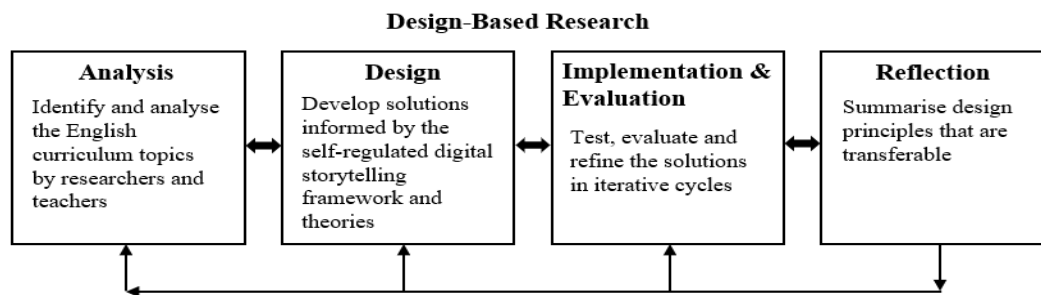 Design-Based Research
Analysis
Identify and analyse
the English
curriculum topics
by researchers and
teachers
Design
Develop solutions
informed by the
self-regulated digital
storytelling
framework and
theories
Implementation &
Evaluation
Test, evaluate and
refine the solutions
in iterative cycles
Reflection
Summarise design
principles that are
transferable